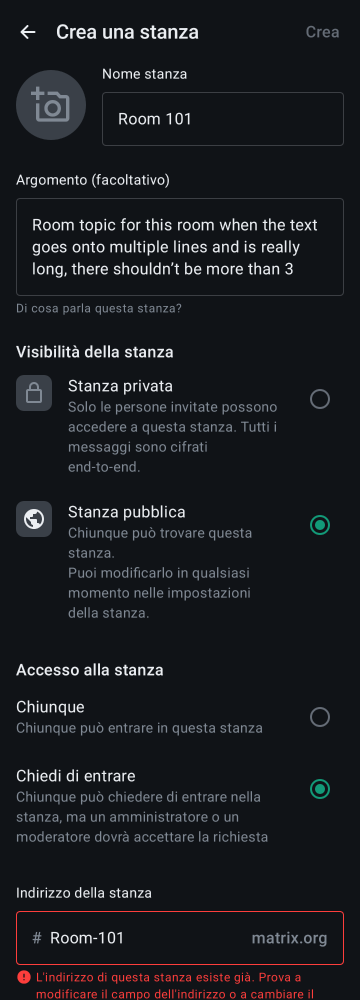 Crea una stanza
Crea
Nome stanza
Room 101
Argomento (facoltativo)
Room topic for this room when the text
goes onto multiple lines and is really
long, there shouldn’t be more than 3
Di cosa parla questa stanza?
Visibilità della stanza
Stanza privata
Solo le persone invitate possono
accedere a questa stanza. Tutti i
messaggi sono cifrati
end-to-end.
Stanza pubblica
Chiunque può trovare questa
stanza.
Puoi modificarlo in qualsiasi
momento nelle impostazioni
della stanza.
Accesso alla stanza
Chiunque
Chiunque può entrare in questa stanza
Chiedi di entrare
Chiunque può chiedere di entrare nella
stanza, ma un amministratore o un
moderatore dovrà accettare la richiesta
Indirizzo della stanza
# Room-101 matrix.org
L'indirizzo di questa stanza esiste già. Prova a
modificare il campo dell'indirizzo o a cambiare il